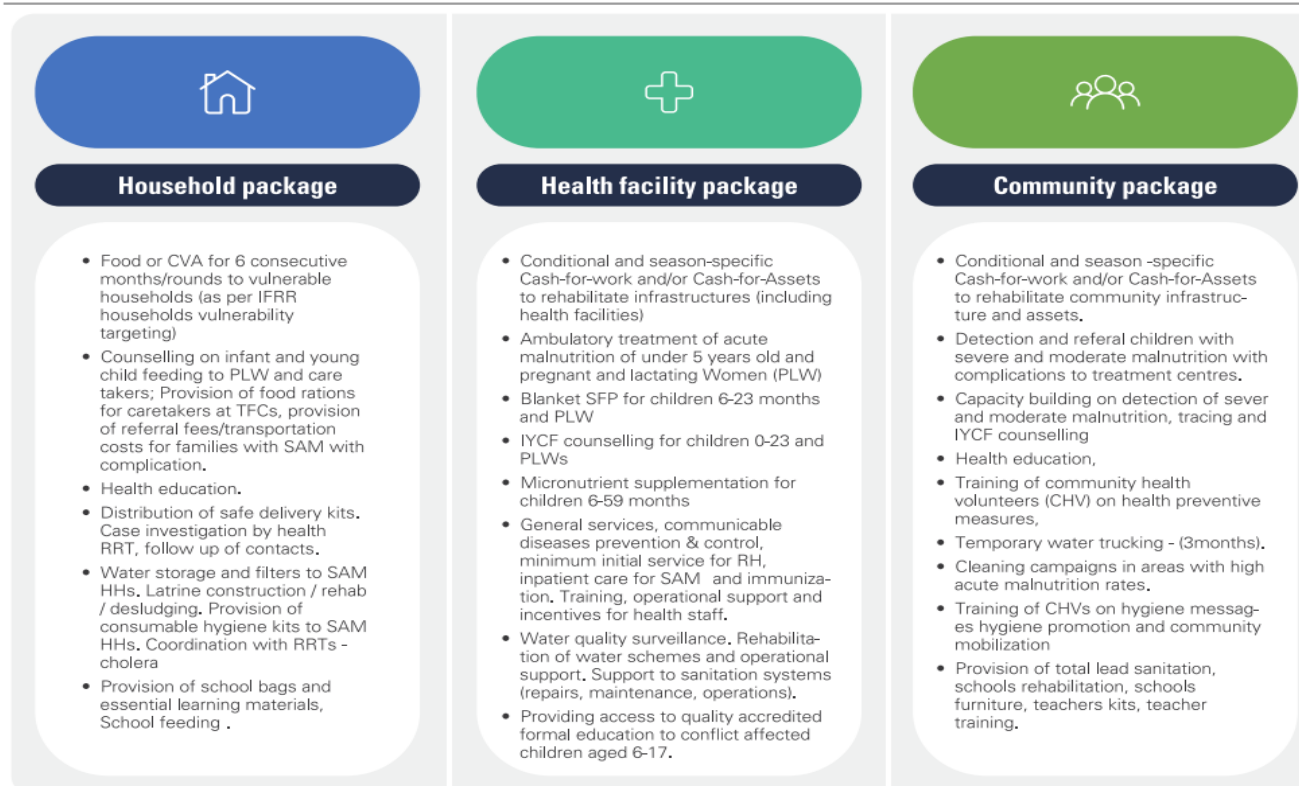 Household package
• Food or CVA for 6 consecutive
months/rounds to vulnerable
households (as per IFRR
households vulnerability
targeting)
• Counselling on infant and young
child feeding to PLW and care
takers; Provision of food rations
for caretakers at TFCs, provision
of referral fees/transportation
costs for families with SAM with
complication.
• Health education.
• Distribution of safe delivery kits.
Case investigation by health
RRT, follow up of contacts.
• Water storage and filters to SAM
HHs. Latrine construction / rehab
/ desludging. Provision of
consumable hygiene kits to SAM
HHs. Coordination with RRTs -
cholera
• Provision of school bags and
essential learning materials,
School feeding .
Health facility package
• Conditional and season-specific
Cash-for-work and/or Cash-for-Assets
to rehabilitate infrastructures (including
health facilities)
• Ambulatory treatment of acute
malnutrition of under 5 years old and
pregnant and lactating Women (PLW)
• Blanket SFP for children 6-23 months
and PLW
• IYCF counselling for children 0-23 and
PLWs
• Micronutrient supplementation for
children 6-59 months
• General services, communicable
diseases prevention & control,
minimum initial service for RH,
inpatient care for SAM and immuniza-
tion. Training, operational support and
incentives for health staff.
• Water quality surveillance. Rehabilita-
tion of water schemes and operational
support. Support to sanitation systems
(repairs, maintenance, operations).
• Providing access to quality accredited
formal education to conflict affected
children aged 6-17.
Community package
• Conditional and season -specific
Cash-for-work and/or Cash-for-Assets
to rehabilitate community infrastruc-
ture and assets.
• Detection and referal children with
severe and moderate malnutrition with
complications to treatment centres.
• Capacity building on detection of sever
and moderate malnutrition, tracing and
IYCF counselling
• Health education,
• Training of community health
volunteers (CHV) on health preventive
measures,
• Temporary water trucking - (3months).
• Cleaning campaigns in areas with high
acute malnutrition rates.
• Training of CHVs on hygiene messag-
es hygiene promotion and community
mobilization
• Provision of total lead sanitation,
schools rehabilitation, schools
furniture, teachers kits, teacher
training.